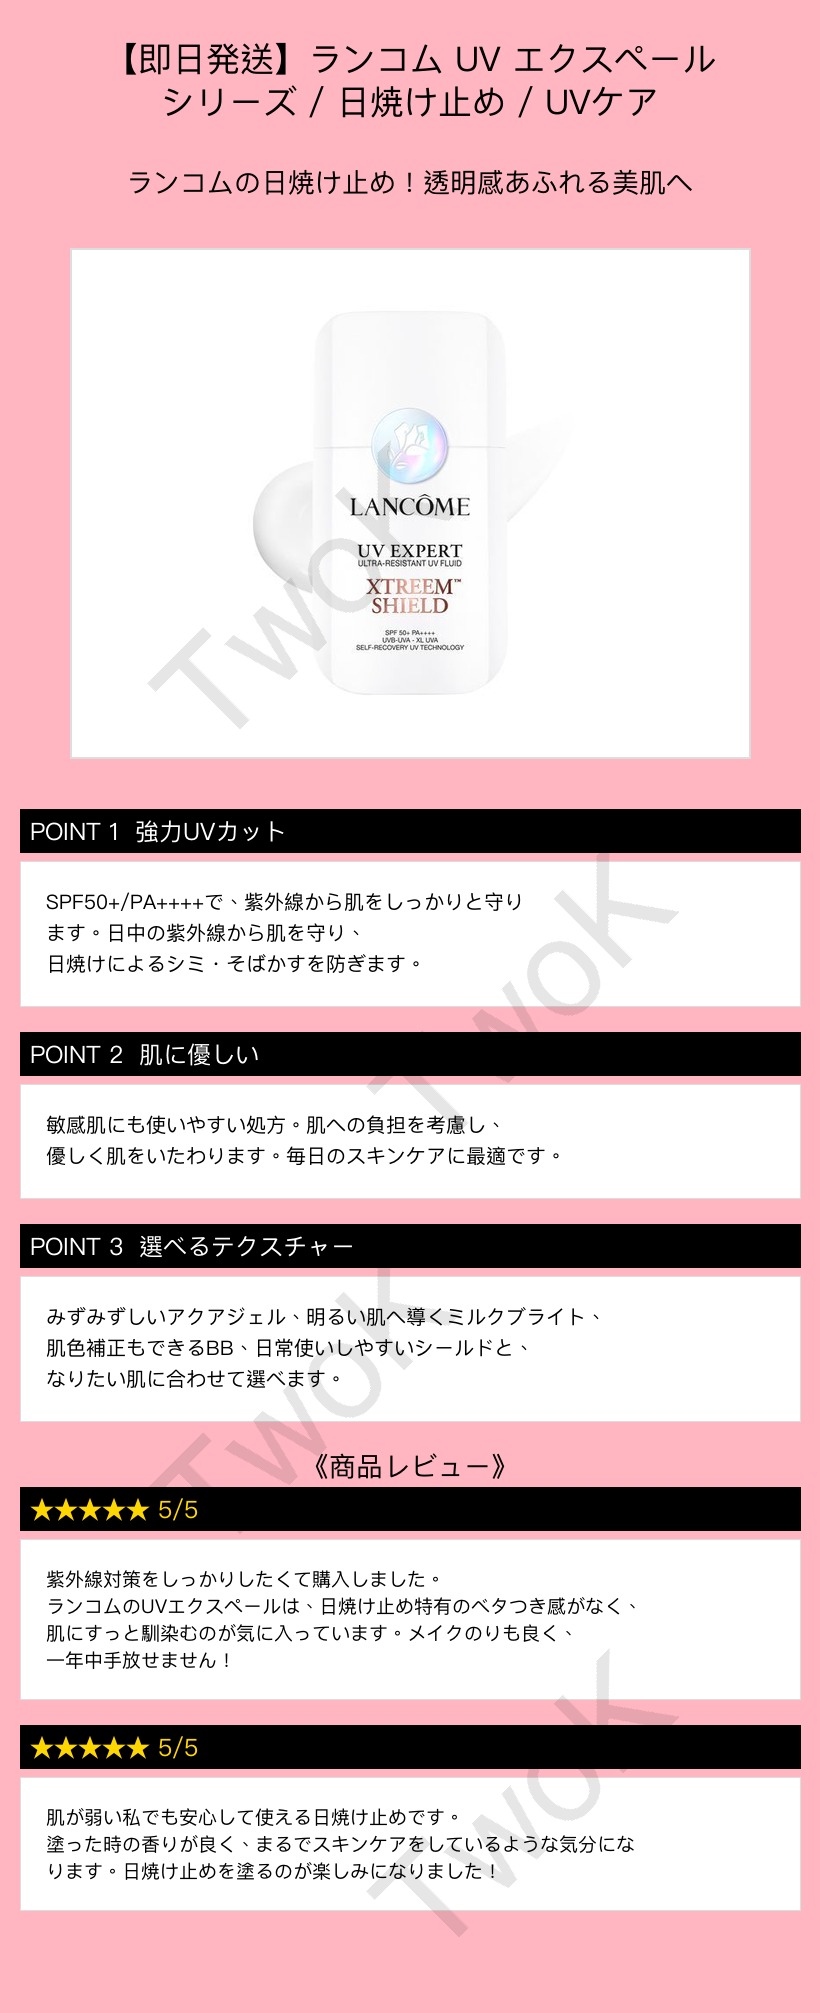 【即日発送】ランコム UV エクスペール
シリーズ / 日焼け止め / UVケア
ランコムの日焼け止め！透明感あふれる美肌へ
LANCÔME
UV EXPERT
ULTRA-RESISTANT UV FLUID
XTREEM™
SHIELD
SPF 50+ PA++++
UVB-UVA - XL UVA
SELF-RECOVERY UV TECHNOLOGY
TwoK
POINT 1 強力UVカット
SPF50+/PA++++で、紫外線から肌をしっかりと守り
ます。日中の紫外線から肌を守り、
日焼けによるシミ・そばかすを防ぎます。
TwoK
POINT 2 肌に優しい
敏感肌にも使いやすい処方。肌への負担を考慮し、
優しく肌をいたわります。毎日のスキンケアに最適です。
POINT 3 選べるテクスチャー
みずみずしいアクアジェル、明るい肌へ導くミルクブライト、
肌色補正もできるBB、日常使いしやすいシールドと、
なりたい肌に合わせて選べます。
TwoK
《商品レビュー》
★★★★★ 5/5
紫外線対策をしっかりしたくて購入しました。
ランコムのUVエクスペールは、日焼け止め特有のベタつき感がなく、
肌にすっと馴染むのが気に入っています。メイクのりも良く、
一年中手放せません！
★★★★★ 5/5
肌が弱い私でも安心して使える日焼け止めです。
塗った時の香りが良く、まるでスキンケアをしているような気分にな
ります。日焼け止めを塗るのが楽しみになりました！
TwoK